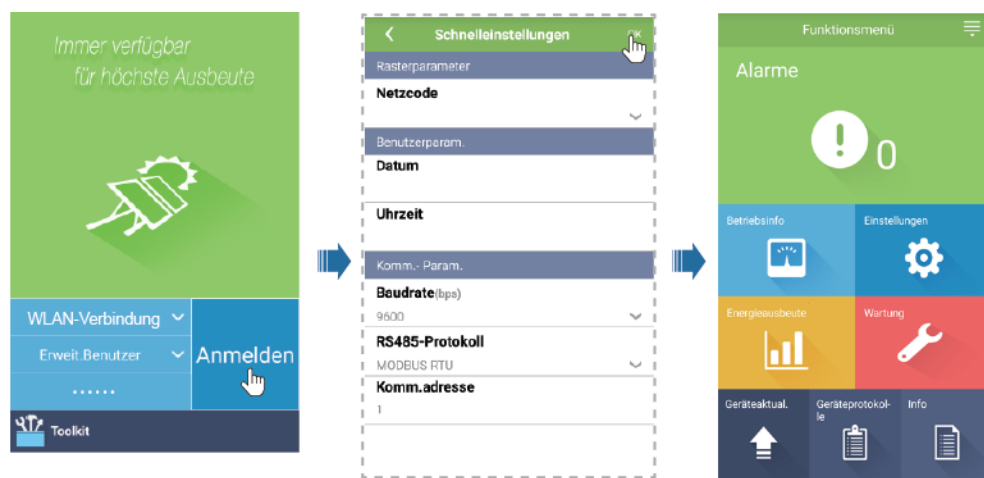 Immer verfügbar
für höchste Ausbeute
WLAN-Verbindung
Erweit.Benutzer
......
Anmelden
Toolkit
Schnelleinstellungen
Rasterparameter
Netzcode
Benutzerparam.
Datum
Uhrzeit
Komm.- Param.
Baudrate(bps)
9600
RS485-Protokoll
MODBUS RTU
Komm.adresse
1
Funktionsmenü
Alarme
0
Betriebsinfo
Einstellungen
Energieausbeute
Wartung
Geräteaktual.
Geräteprotokol-
le
Info